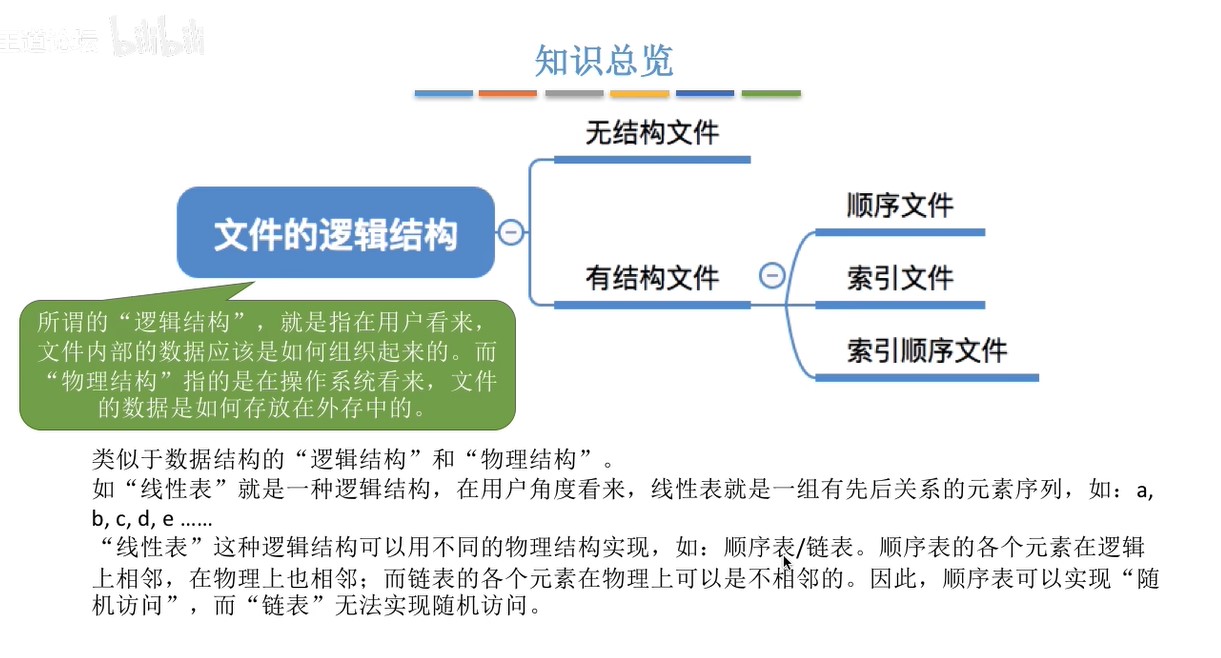 王道论坛 bilibili
知识总览
无结构文件
顺序文件
文件的逻辑结构
有结构文件
索引文件
索引顺序文件
所谓的“逻辑结构”，就是指在用户看来，
文件内部的数据应该是如何组织起来的。而
“物理结构”指的是在操作系统看来，文件
的数据是如何存放在外存中的。
类似于数据结构的“逻辑结构”和“物理结构”。
如“线性表”就是一种逻辑结构，在用户角度看来，线性表就是一组有先后关系的元素序列，如：a,
b, c, d, e ……
“线性表”这种逻辑结构可以用不同的物理结构实现，如：顺序表/链表。顺序表的各个元素在逻辑
上相邻，在物理上也相邻；而链表的各个元素在物理上可以是不相邻的。因此，顺序表可以实现“随
机访问”，而“链表”无法实现随机访问。